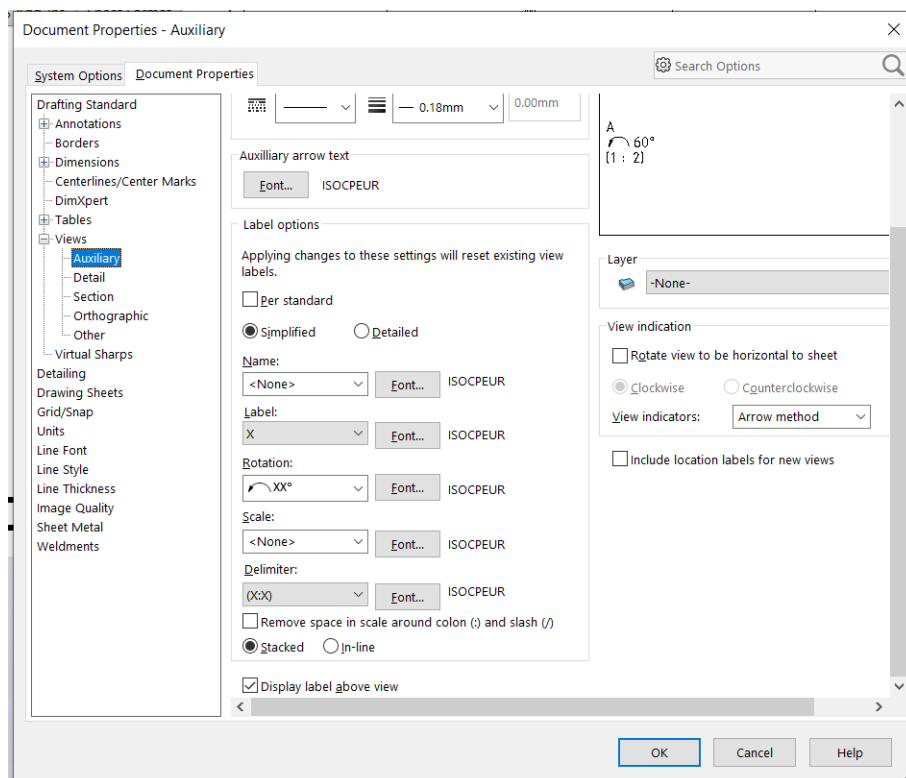 Document Properties - Auxiliary
System Options
Document Properties
Search Options
Drafting Standard
Annotations
Borders
Dimensions
Centerlines/Center Marks
DimXpert
Tables
Views
Auxiliary
Detail
Section
Orthographic
Other
Virtual Sharps
Detailing
Drawing Sheets
Grid/Snap
Units
Line Font
Line Style
Line Thickness
Image Quality
Sheet Metal
Weldments
0.18mm
0.00mm
Auxilliary arrow text
Font... ISOCPEUR
Label options
Applying changes to these settings will reset existing view
labels.
Per standard
Simplified Detailed
Name:
<None> Font... ISOCPEUR
Label:
X Font... ISOCPEUR
Rotation:
XX° Font... ISOCPEUR
Scale:
<None> Font... ISOCPEUR
Delimiter:
(X:X) Font... ISOCPEUR
Remove space in scale around colon (:) and slash (/)
Stacked In-line
Display label above view
A
60°
[1 : 2]
Layer
-None-
View indication
Rotate view to be horizontal to sheet
Clockwise Counterclockwise
View indicators: Arrow method
Include location labels for new views
OK Cancel Help